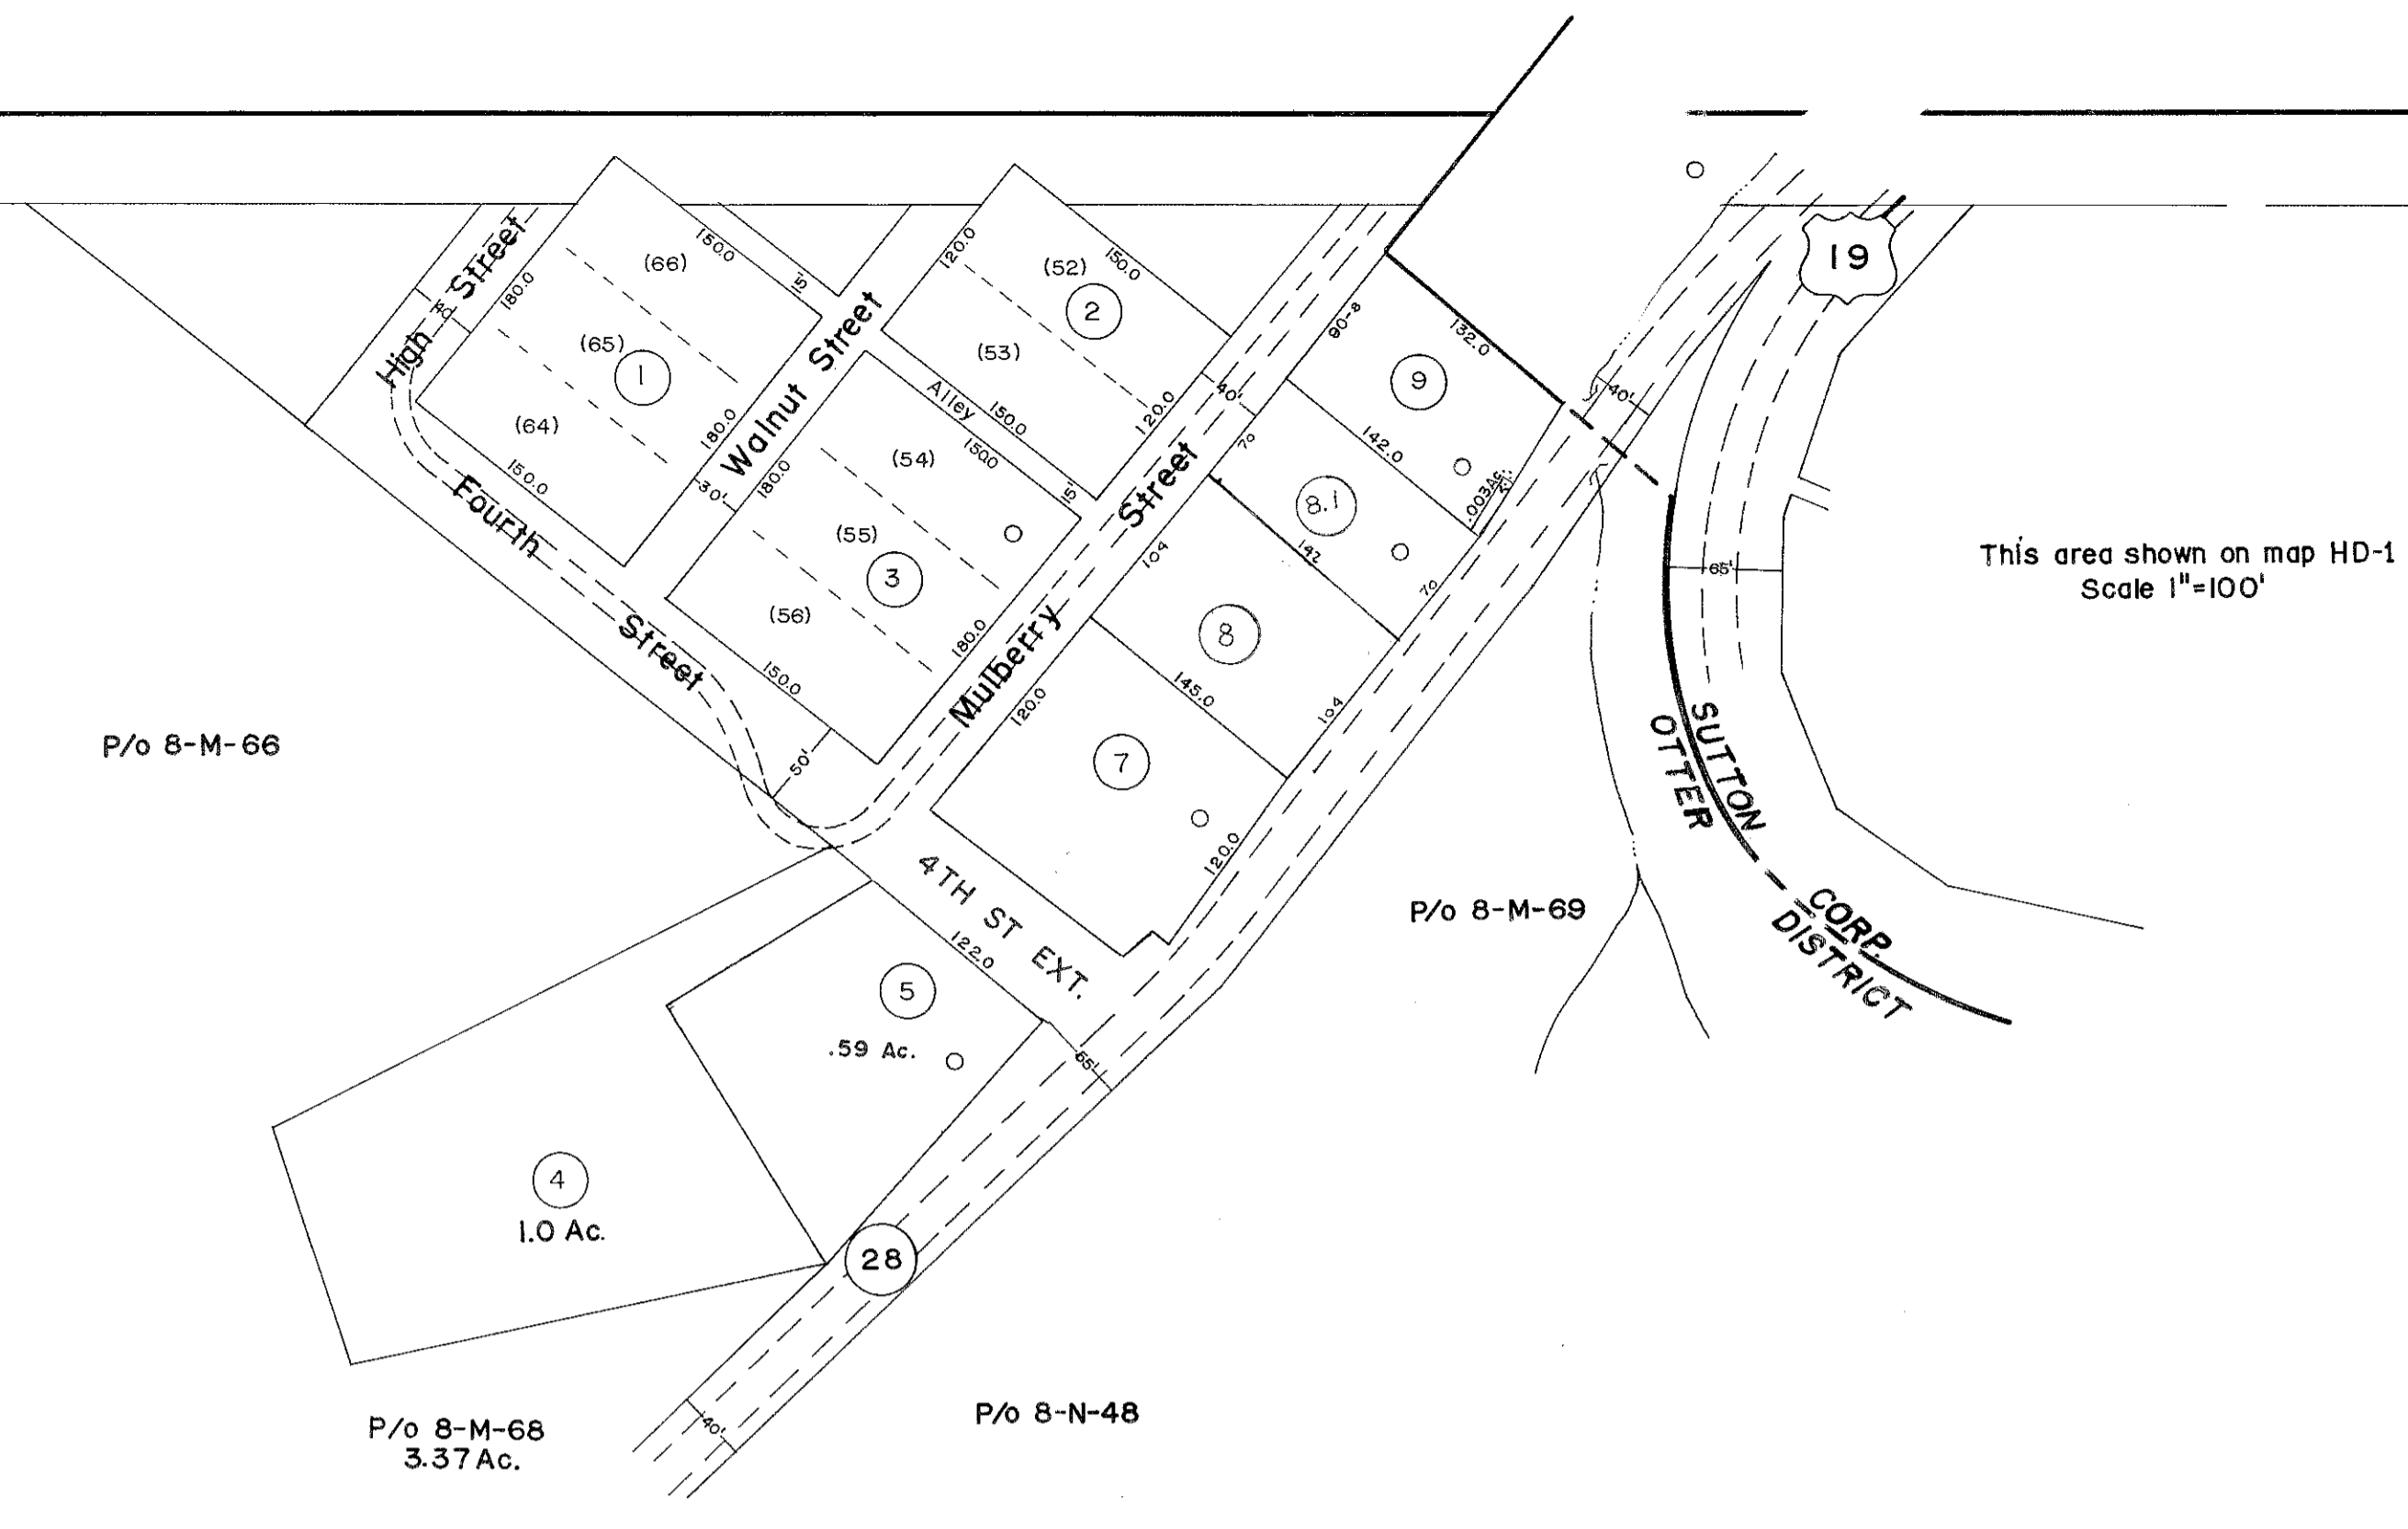 High Street
40'
180.0
(66)
150.0
15'
(65)
1
(64)
180.0
150.0
Fourth Street
Walnut Street
30'
120.0
(52)
150.0
2
(53)
120.0
150.0
Alley
150.0
15'
180.0
(54)
(55)
3
(56)
180.0
150.0
50'
Mulberry Street
40'
90-8
132.0
9
142.0
.003Ac.
70
8.1
142
70
104
8
145.0
104
120.0
7
120.0
40'
19
65'
This area shown on map HD-1
Scale 1"=100'
SUTTON CORP.
OTTER DISTRICT
P/o 8-M-66
P/o 8-M-69
4TH ST EXT.
122.0
5
.59 Ac.
4
1.0 Ac.
28
40'
P/o 8-M-68
3.37 Ac.
P/o 8-N-48